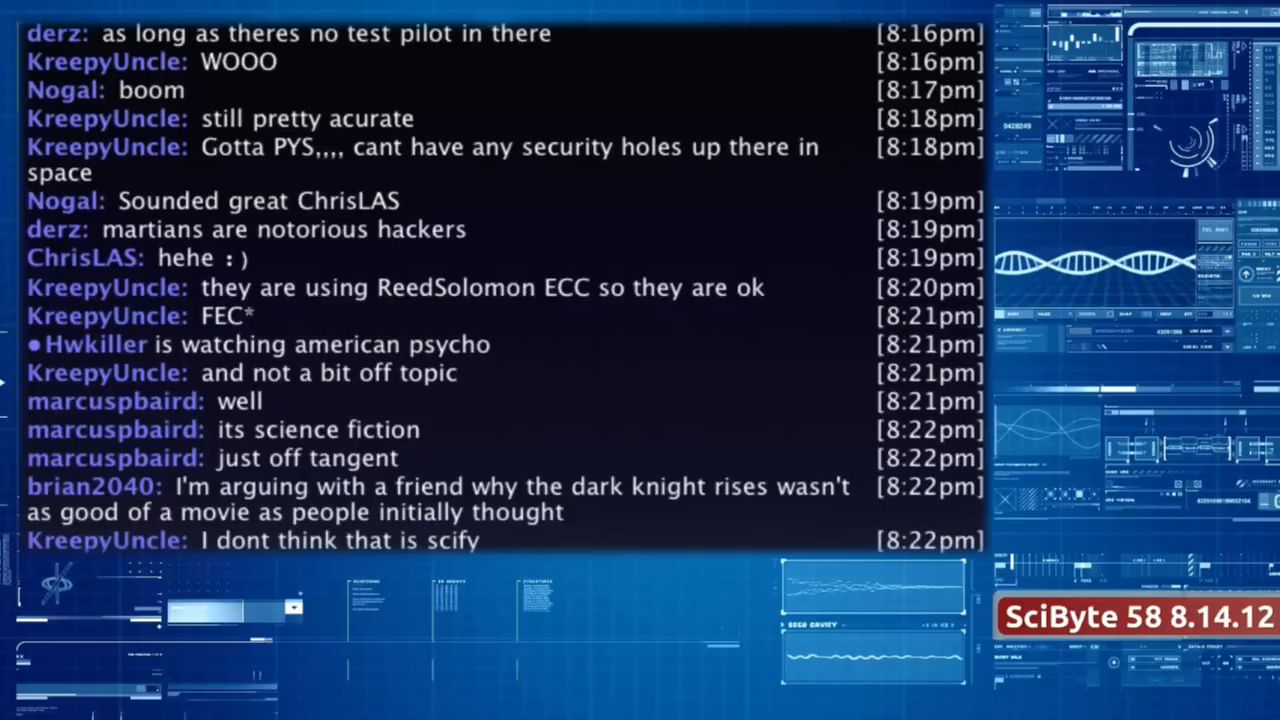 derz: as long as theres no test pilot in there [8:16pm]
KreepyUncle: WOOO [8:16pm]
Nogal: boom [8:17pm]
KreepyUncle: still pretty acurate [8:18pm]
KreepyUncle: Gotta PYS,,,, cant have any security holes up there in [8:18pm]
space
Nogal: Sounded great ChrisLAS [8:19pm]
derz: martians are notorious hackers [8:19pm]
ChrisLAS: hehe :) [8:19pm]
KreepyUncle: they are using ReedSolomon ECC so they are ok [8:20pm]
KreepyUncle: FEC* [8:21pm]
•Hwkiller is watching american psycho [8:21pm]
KreepyUncle: and not a bit off topic [8:21pm]
marcuspbaird: well [8:21pm]
marcuspbaird: its science fiction [8:22pm]
marcuspbaird: just off tangent [8:22pm]
brian2040: I'm arguing with a friend why the dark knight rises wasn't [8:22pm]
as good of a movie as people initially thought
KreepyUncle: I dont think that is scify [8:22pm]
SciByte 58 8.14.12